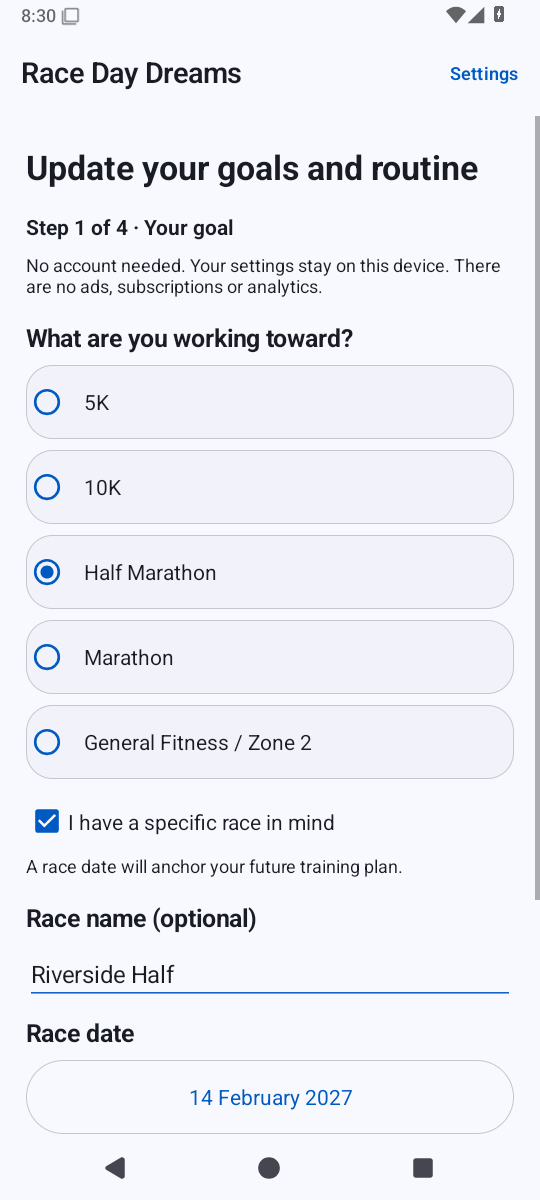 8:30
Race Day Dreams
Settings
Update your goals and routine
Step 1 of 4 · Your goal
No account needed. Your settings stay on this device. There
are no ads, subscriptions or analytics.
What are you working toward?
5K
10K
Half Marathon
Marathon
General Fitness / Zone 2
I have a specific race in mind
A race date will anchor your future training plan.
Race name (optional)
Riverside Half
Race date
14 February 2027